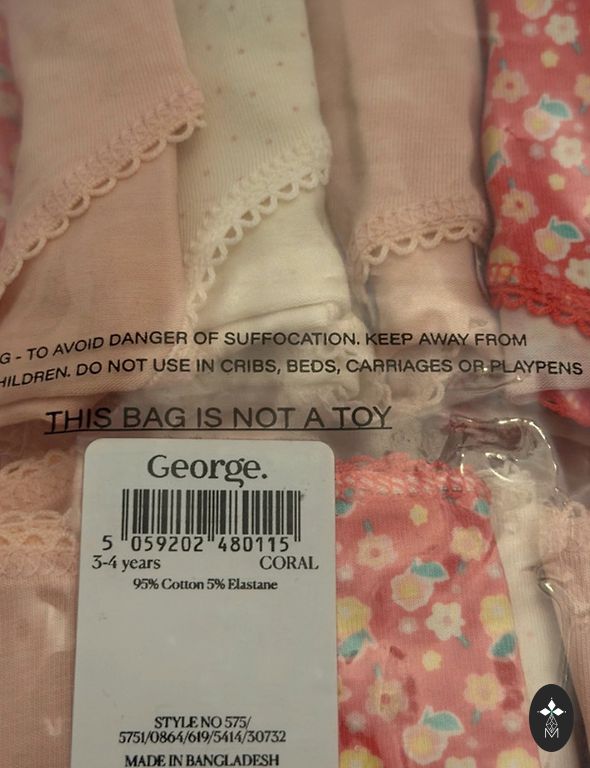 G - TO AVOID DANGER OF SUFFOCATION. KEEP AWAY FROM
HILDREN. DO NOT USE IN CRIBS, BEDS, CARRIAGES OR PLAYPENS
THIS BAG IS NOT A TOY
George.
5 059202 480115
3-4 years CORAL
95% Cotton 5% Elastane
STYLE NO 575/
5751/0864/619/5414/30732
MADE IN BANGLADESH